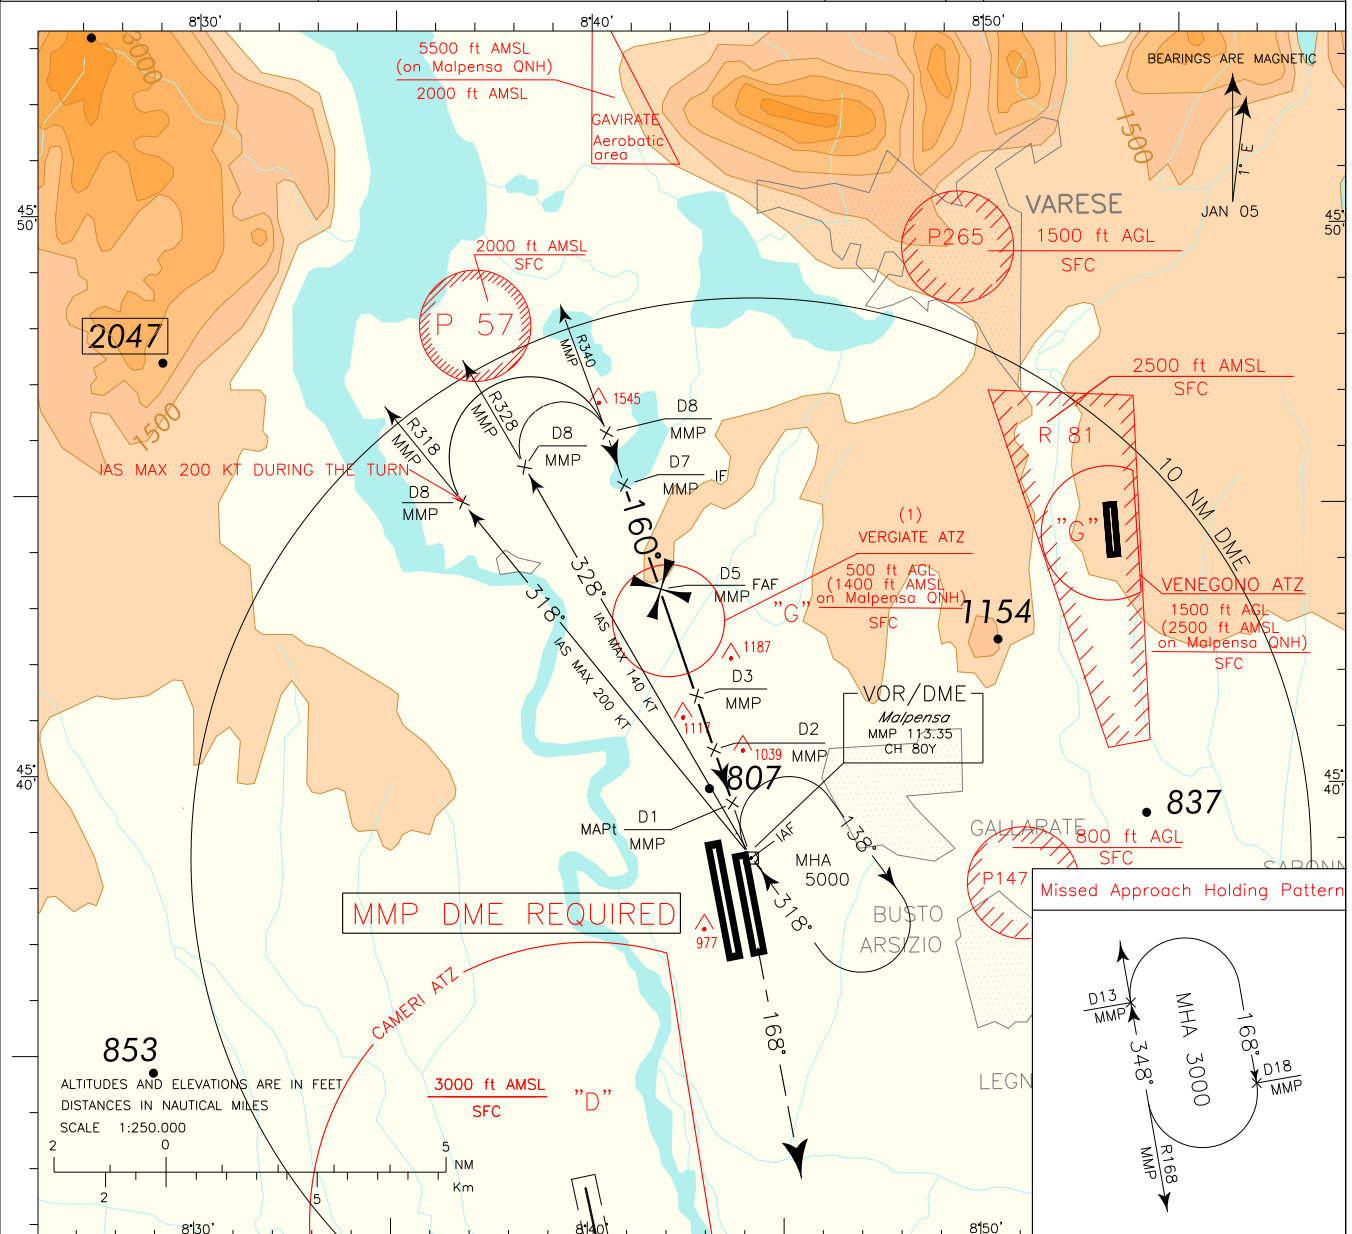 8°30'
8°40'
8°50'
3000
5500 ft AMSL
(on Malpensa QNH)
2000 ft AMSL
GAVIRATE
Aerobatic
area
BEARINGS ARE MAGNETIC
1500
1° E
JAN 05
45°
50'
VARESE
45°
50'
P265
1500 ft AGL
SFC
2000 ft AMSL
SFC
P 57
2047
1500
R340
MMP
R328
MMP
R318
MMP
1545
D8
MMP
D8
MMP
D7
MMP
IF
IAS MAX 200 KT DURING THE TURN
D8
MMP
2500 ft AMSL
SFC
R 81
10 NM DME
"G"
160°
(1)
VERGIATE ATZ
500 ft AGL
(1400 ft AMSL
on Malpensa QNH)
SFC
"G"
D5
MMP
FAF
328°
318°
IAS MAX 140 KT
IAS MAX 200 KT
1154
VENEGONO ATZ
1500 ft AGL
(2500 ft AMSL
on Malpensa QNH)
SFC
1187
D3
MMP
VOR/DME
Malpensa
MMP 113.35
CH 80Y
1117
D2
MMP
1039
45°
40'
807
45°
40'
837
MAPt
D1
MMP
IAF
138°
MHA
5000
318°
GALLARATE
800 ft AGL
SFC
P147
SARONN
MMP DME REQUIRED
977
BUSTO
ARSIZIO
Missed Approach Holding Pattern
CAMERI ATZ
D13
MMP
MHA 3000
168°
348°
D18
MMP
R168
MMP
168°
853
ALTITUDES AND ELEVATIONS ARE IN FEET
DISTANCES IN NAUTICAL MILES
SCALE 1:250.000
3000 ft AMSL
SFC
"D"
LEGN
2
0
5
NM
Km
2
5
8°30'
8°40'
8°50'